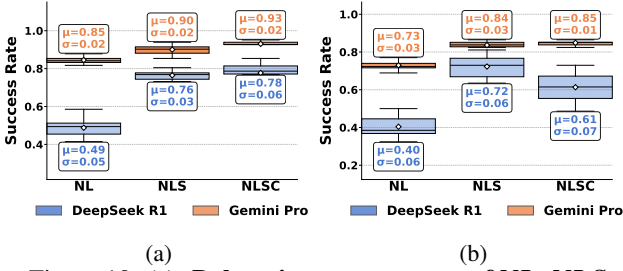 μ=0.85
σ=0.02
μ=0.90
σ=0.02
μ=0.93
σ=0.02
Success Rate
1.0
0.8
0.6
0.4
μ=0.49
σ=0.05
μ=0.76
σ=0.03
μ=0.78
σ=0.06
NL NLS NLSC
DeepSeek R1 Gemini Pro
(a)
μ=0.73
σ=0.03
μ=0.84
σ=0.03
μ=0.85
σ=0.01
Success Rate
1.0
0.8
0.6
0.4
0.2
μ=0.40
σ=0.06
μ=0.72
σ=0.06
μ=0.61
σ=0.07
NL NLS NLSC
DeepSeek R1 Gemini Pro
(b)